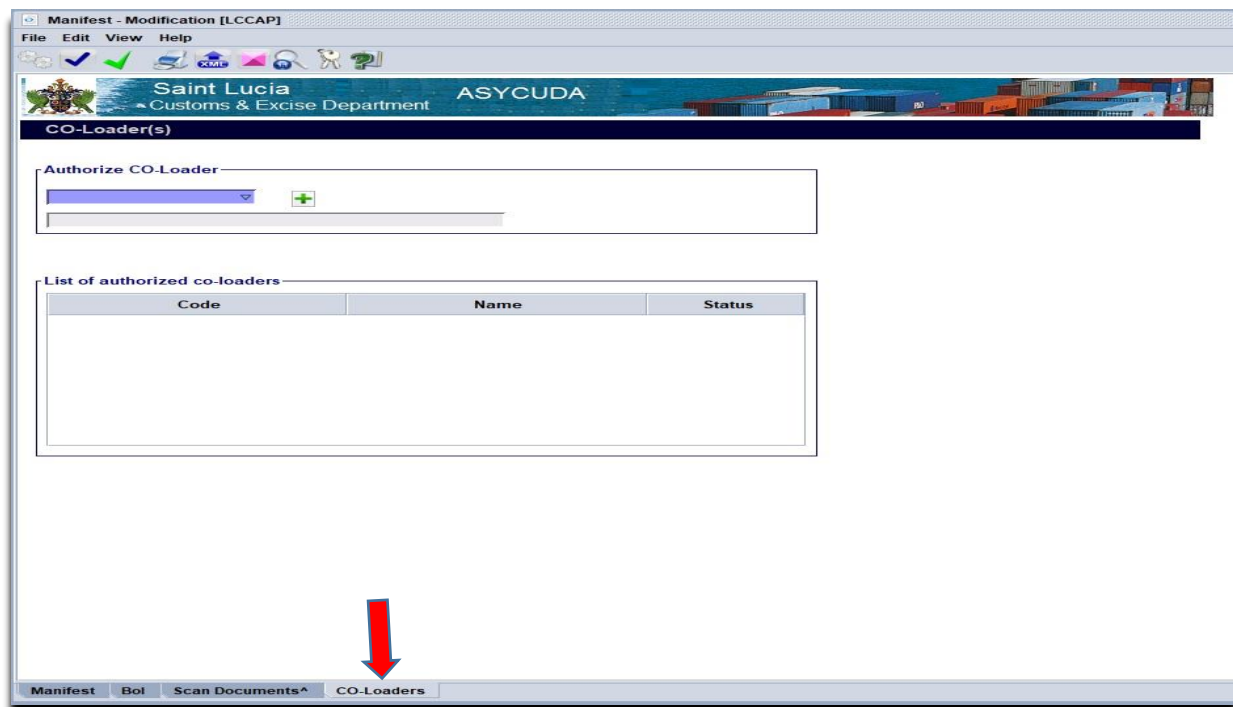 Manifest - Modification [LCCAP]
File Edit View Help
XML
Saint Lucia
Customs & Excise Department
ASYCUDA
CO-Loader(s)
Authorize CO-Loader
List of authorized co-loaders
Code Name Status
Manifest Bol Scan Documents^ CO-Loaders